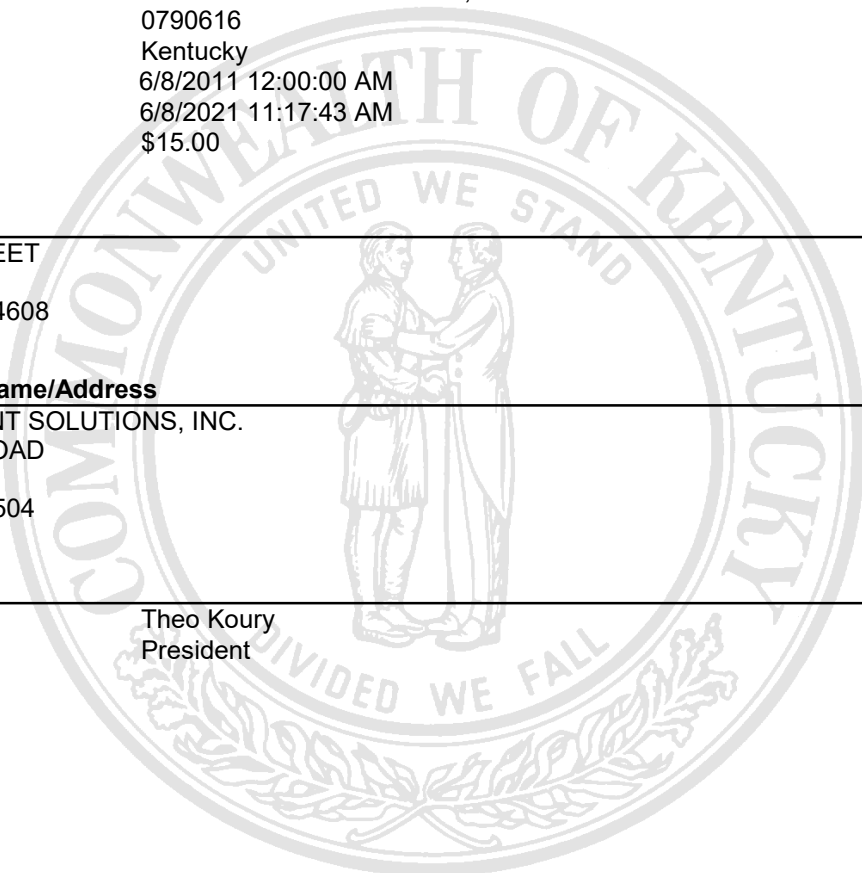 0790616
Kentucky
6/8/2011 12:00:00 AM
6/8/2021 11:17:43 AM
$15.00
COMMONWEALTH OF KENTUCKY
UNITED WE STAND
EET
4608
ame/Address
NT SOLUTIONS, INC.
OAD
504
Theo Koury
President
DIVIDED WE FALL